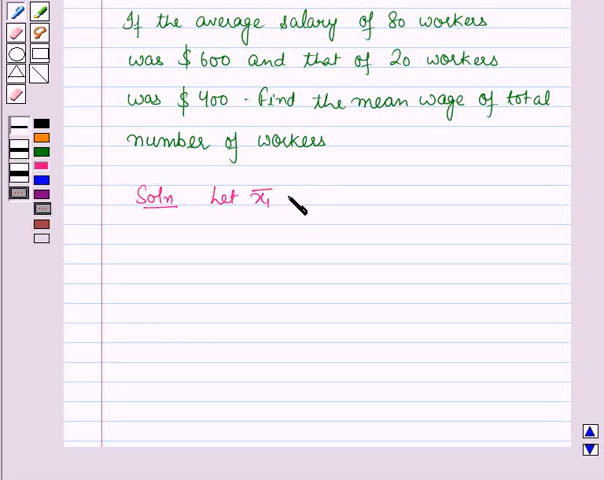 If the average salary of 80 workers
was $600 and that of 20 workers
was $400. Find the mean wage of total
number of workers
Soln Let x̄₁